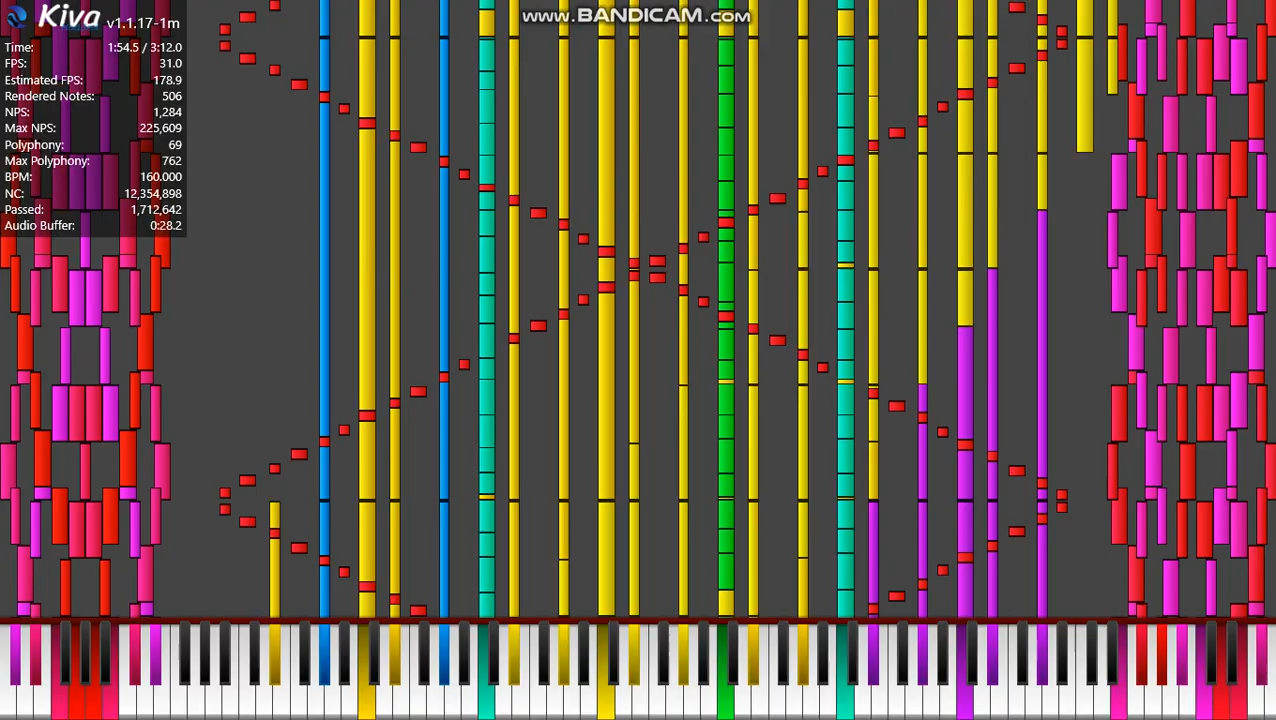 Kiva v1.1.17-1m
www.BANDICAM.com
Time: 1:54.5 / 3:12.0
FPS: 31.0
Estimated FPS: 178.9
Rendered Notes: 506
NPS: 1,284
Max NPS: 225,609
Polyphony: 69
Max Polyphony: 762
BPM: 160.000
NC: 12,354,898
Passed: 1,712,642
Audio Buffer: 0:28.2